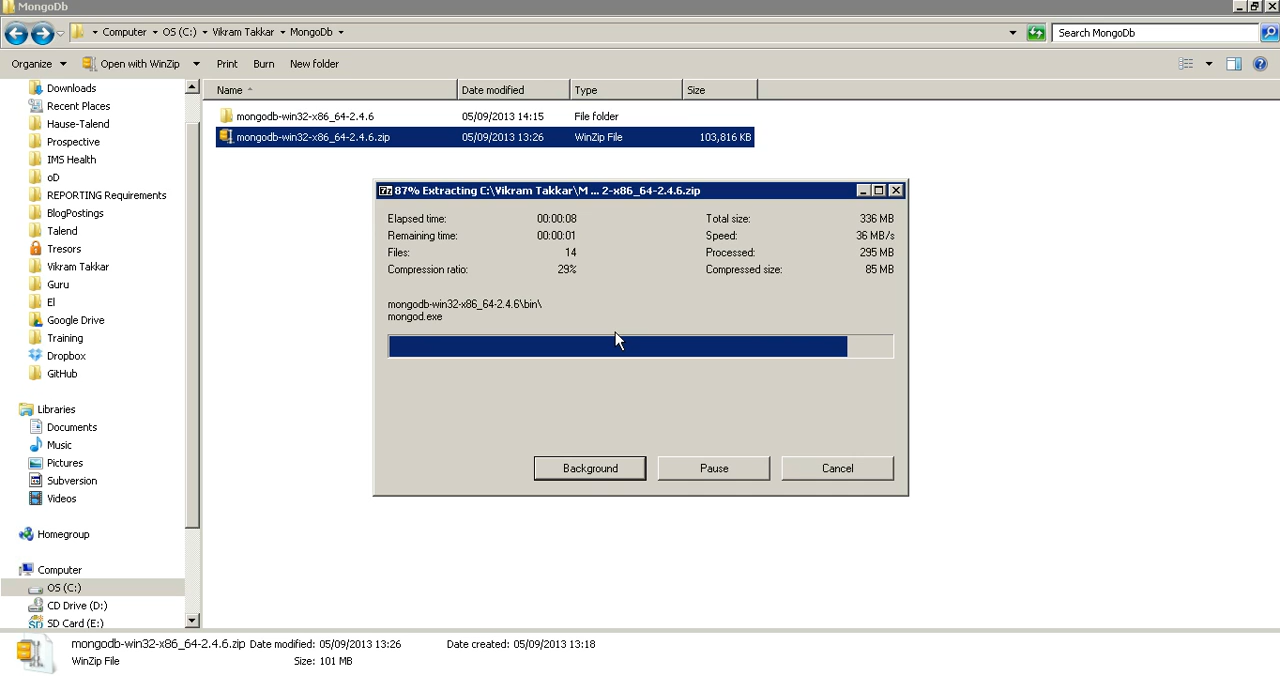 MongoDb
Computer OS (C:) Vikram Takkar MongoDb
Search MongoDb
Organize Open with WinZip Print Burn New folder
Name Date modified Type Size
mongodb-win32-x86_64-2.4.6 05/09/2013 14:15 File folder
mongodb-win32-x86_64-2.4.6.zip 05/09/2013 13:26 WinZip File 103,816 KB
Downloads
Recent Places
Hause-Talend
Prospective
IMS Health
oD
REPORTING Requirements
BlogPostings
Talend
Tresors
Vikram Takkar
Guru
El
Google Drive
Training
Dropbox
GitHub
Libraries
Documents
Music
Pictures
Subversion
Videos
Homegroup
Computer
OS (C:)
CD Drive (D:)
SD Card (E:)
87% Extracting C:\Vikram Takkar\M ... 2-x86_64-2.4.6.zip
Elapsed time: 00:00:08 Total size: 336 MB
Remaining time: 00:00:01 Speed: 36 MB/s
Files: 14 Processed: 295 MB
Compression ratio: 29% Compressed size: 85 MB
mongodb-win32-x86_64-2.4.6\bin\
mongod.exe
Background Pause Cancel
mongodb-win32-x86_64-2.4.6.zip Date modified: 05/09/2013 13:26 Date created: 05/09/2013 13:18
WinZip File Size: 101 MB